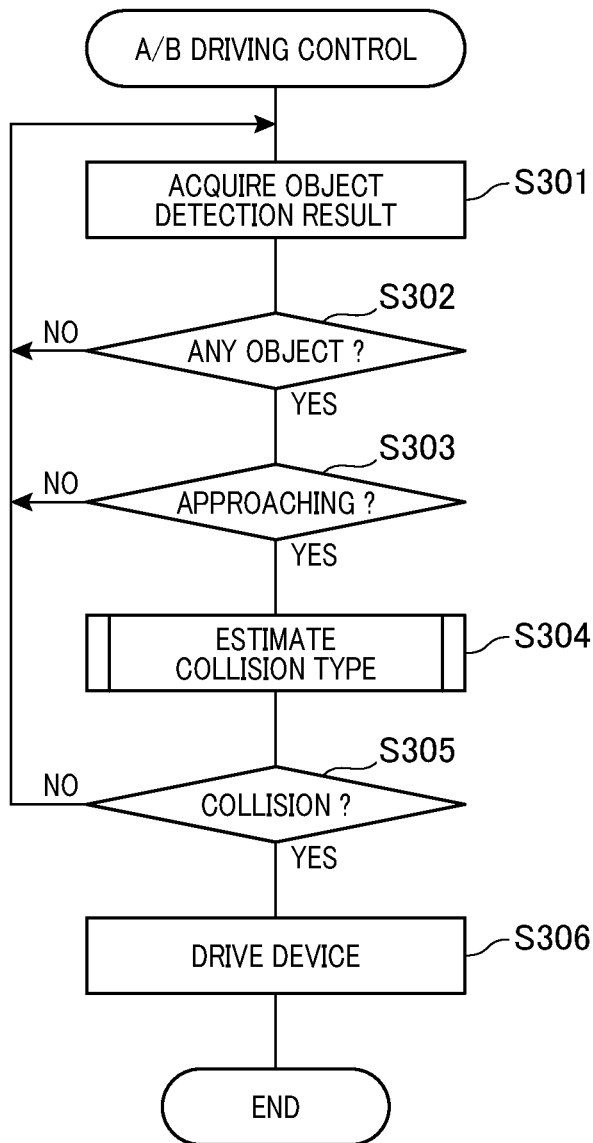 A/B DRIVING CONTROL
ACQUIRE OBJECT
DETECTION RESULT
S301
S302
ANY OBJECT ?
NO
YES
S303
APPROACHING ?
NO
YES
ESTIMATE
COLLISION TYPE
S304
S305
COLLISION ?
NO
YES
DRIVE DEVICE
S306
END